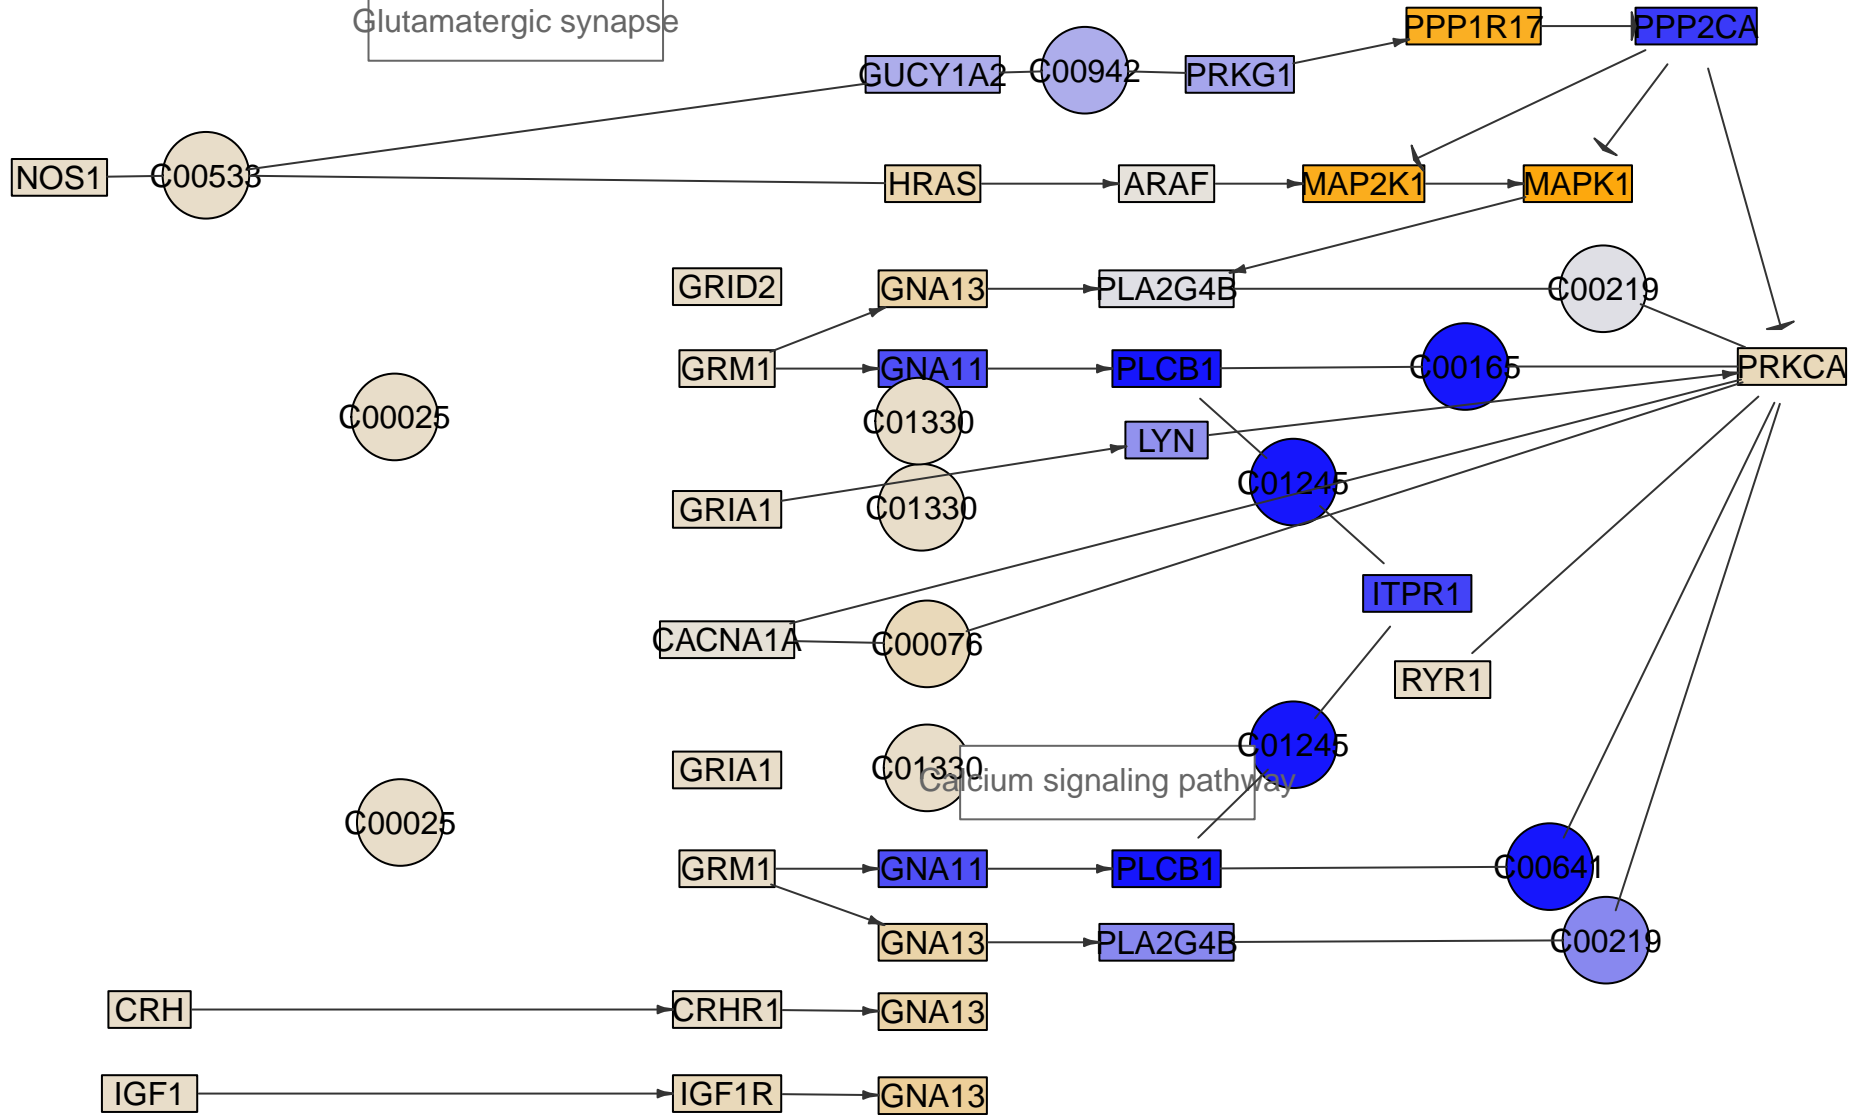 Glutamatergic synapse
PPP1R17
PPP2CA
GUCY1A2
C00942
PRKG1
NOS1
C00533
HRAS
ARAF
MAP2K1
MAPK1
GRID2
GNA13
PLA2G4B
C00219
GRM1
GNA11
PLCB1
C00165
PRKCA
C00025
C01330
LYN
C01245
GRIA1
C01330
ITPR1
CACNA1A
C00076
RYR1
C01245
GRIA1
C01330
Calcium signaling pathway
C00025
GRM1
GNA11
PLCB1
C00641
GNA13
PLA2G4B
C00219
CRH
CRHR1
GNA13
IGF1
IGF1R
GNA13